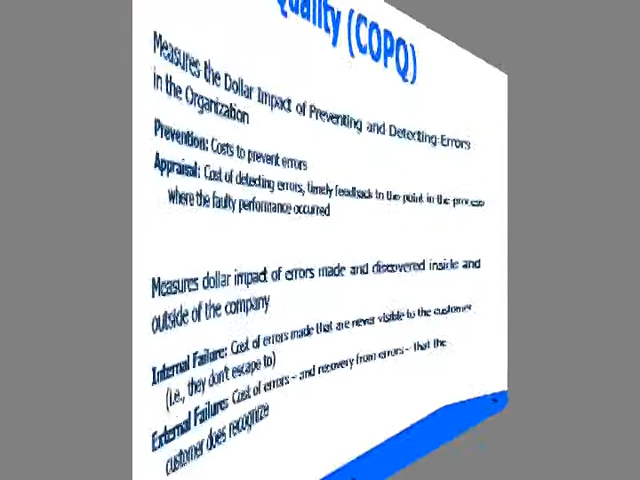 Quality (COPQ)
Measures the Dollar Impact of Preventing and Detecting Errors
in the Organization
Prevention: Costs to prevent errors
Appraisal: Cost of detecting errors, timely feedback to the point in the process
where the faulty performance occurred
Measures dollar impact of errors made and discovered inside and
outside of the company
Internal Failure: Cost of errors made that are never visible to the customer
(i.e., they don't escape to)
External Failure: Cost of errors – and recovery from errors – that the
customer does recognize